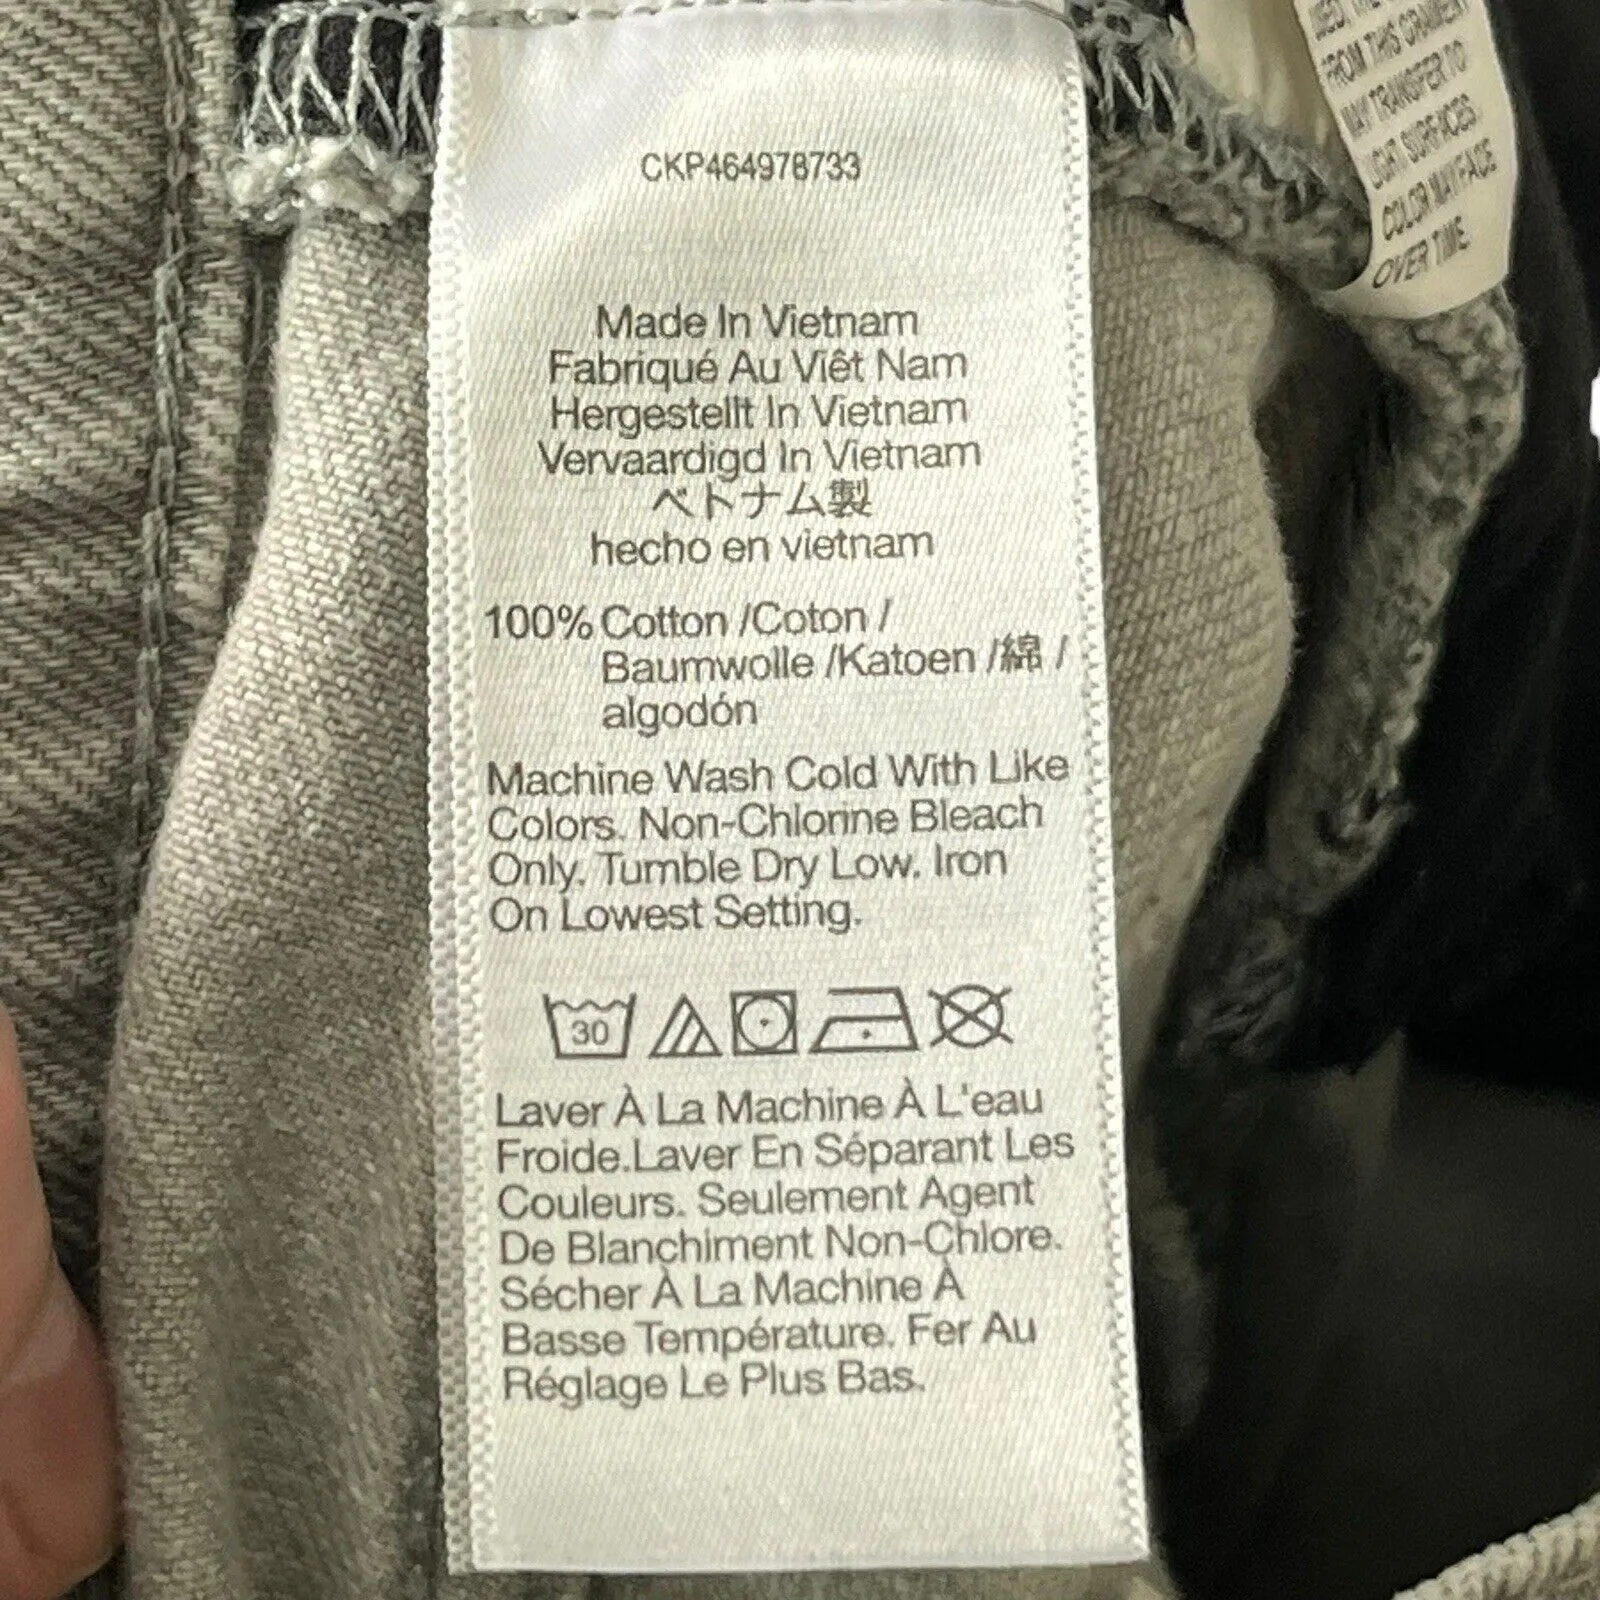 CKP464978733
Made In Vietnam
Fabriqué Au Viêt Nam
Hergestellt In Vietnam
Vervaardigd In Vietnam
ベトナム製
hecho en vietnam
100% Cotton /Coton /
Baumwolle /Katoen /綿 /
algodón
Machine Wash Cold With Like
Colors. Non-Chlorine Bleach
Only. Tumble Dry Low. Iron
On Lowest Setting.
30
Laver À La Machine À L'eau
Froide.Laver En Séparant Les
Couleurs. Seulement Agent
De Blanchiment Non-Chlore.
Sécher À La Machine À
Basse Température. Fer Au
Réglage Le Plus Bas.
FROM THIS GARMENT
MAY TRANSFER TO
LIGHT SURFACES.
COLOR MAY FADE
OVER TIME.